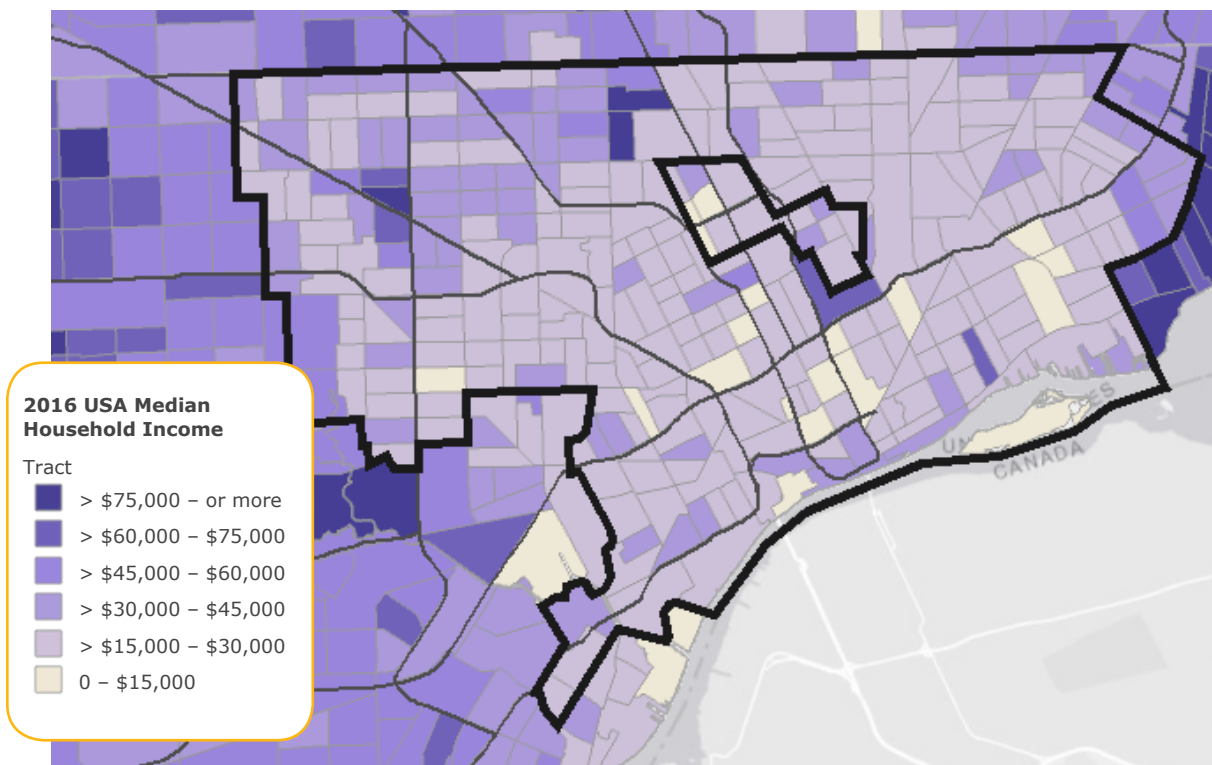 2016 USA Median
Household Income
Tract
> $75,000 – or more
> $60,000 – $75,000
> $45,000 – $60,000
> $30,000 – $45,000
> $15,000 – $30,000
0 – $15,000
CANADA